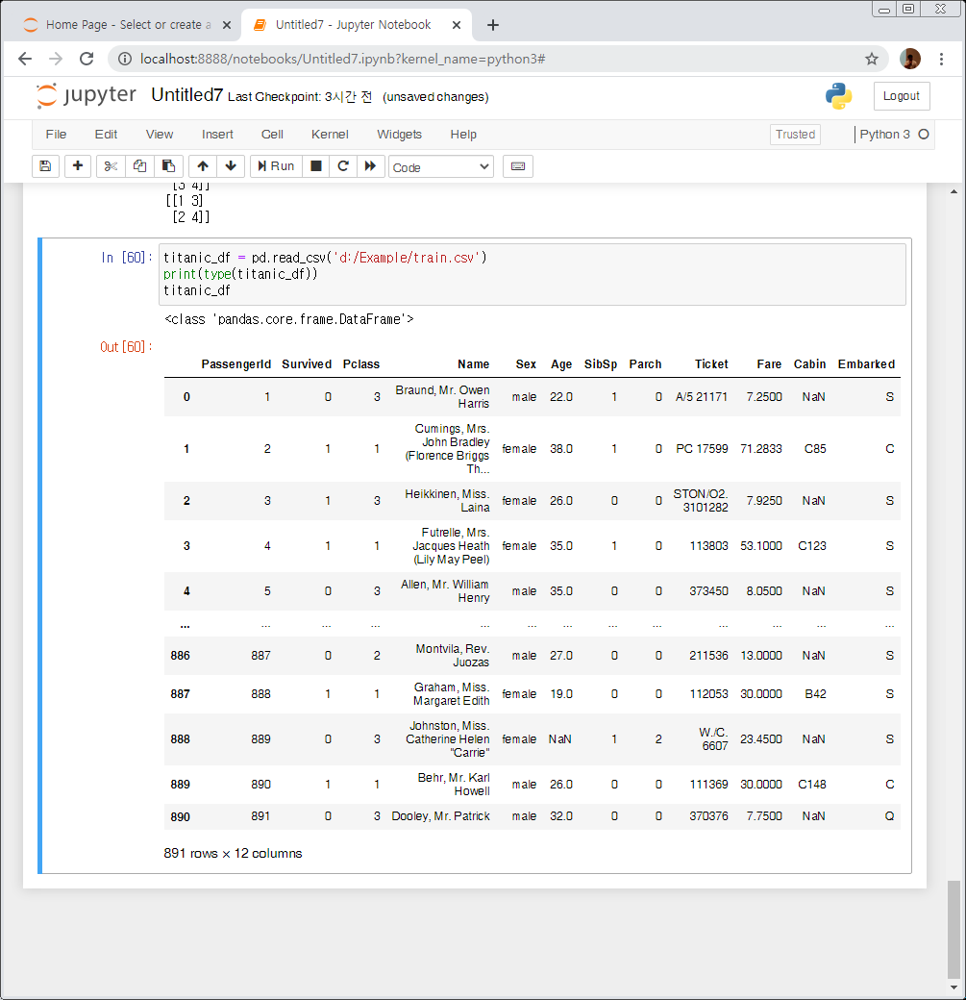 Home Page - Select or create a
Untitled7 - Jupyter Notebook
localhost:8888/notebooks/Untitled7.ipynb?kernel_name=python3#
jupyter Untitled7 Last Checkpoint: 3시간 전 (unsaved changes)
Logout
File Edit View Insert Cell Kernel Widgets Help
Trusted Python 3
Run Code
[3 4]]
[[1 3]
[2 4]]
In [60]: titanic_df = pd.read_csv('d:/Example/train.csv')
print(type(titanic_df))
titanic_df
<class 'pandas.core.frame.DataFrame'>
Out[60]:
PassengerId Survived Pclass Name Sex Age SibSp Parch Ticket Fare Cabin Embarked
0 1 0 3 Braund, Mr. Owen Harris male 22.0 1 0 A/5 21171 7.2500 NaN S
1 2 1 1 Cumings, Mrs. John Bradley (Florence Briggs Th... female 38.0 1 0 PC 17599 71.2833 C85 C
2 3 1 3 Heikkinen, Miss. Laina female 26.0 0 0 STON/O2. 3101282 7.9250 NaN S
3 4 1 1 Futrelle, Mrs. Jacques Heath (Lily May Peel) female 35.0 1 0 113803 53.1000 C123 S
4 5 0 3 Allen, Mr. William Henry male 35.0 0 0 373450 8.0500 NaN S
... ... ... ... ... ... ... ... ... ... ... ... ...
886 887 0 2 Montvila, Rev. Juozas male 27.0 0 0 211536 13.0000 NaN S
887 888 1 1 Graham, Miss. Margaret Edith female 19.0 0 0 112053 30.0000 B42 S
888 889 0 3 Johnston, Miss. Catherine Helen "Carrie" female NaN 1 2 W./C. 6607 23.4500 NaN S
889 890 1 1 Behr, Mr. Karl Howell male 26.0 0 0 111369 30.0000 C148 C
890 891 0 3 Dooley, Mr. Patrick male 32.0 0 0 370376 7.7500 NaN Q
891 rows × 12 columns